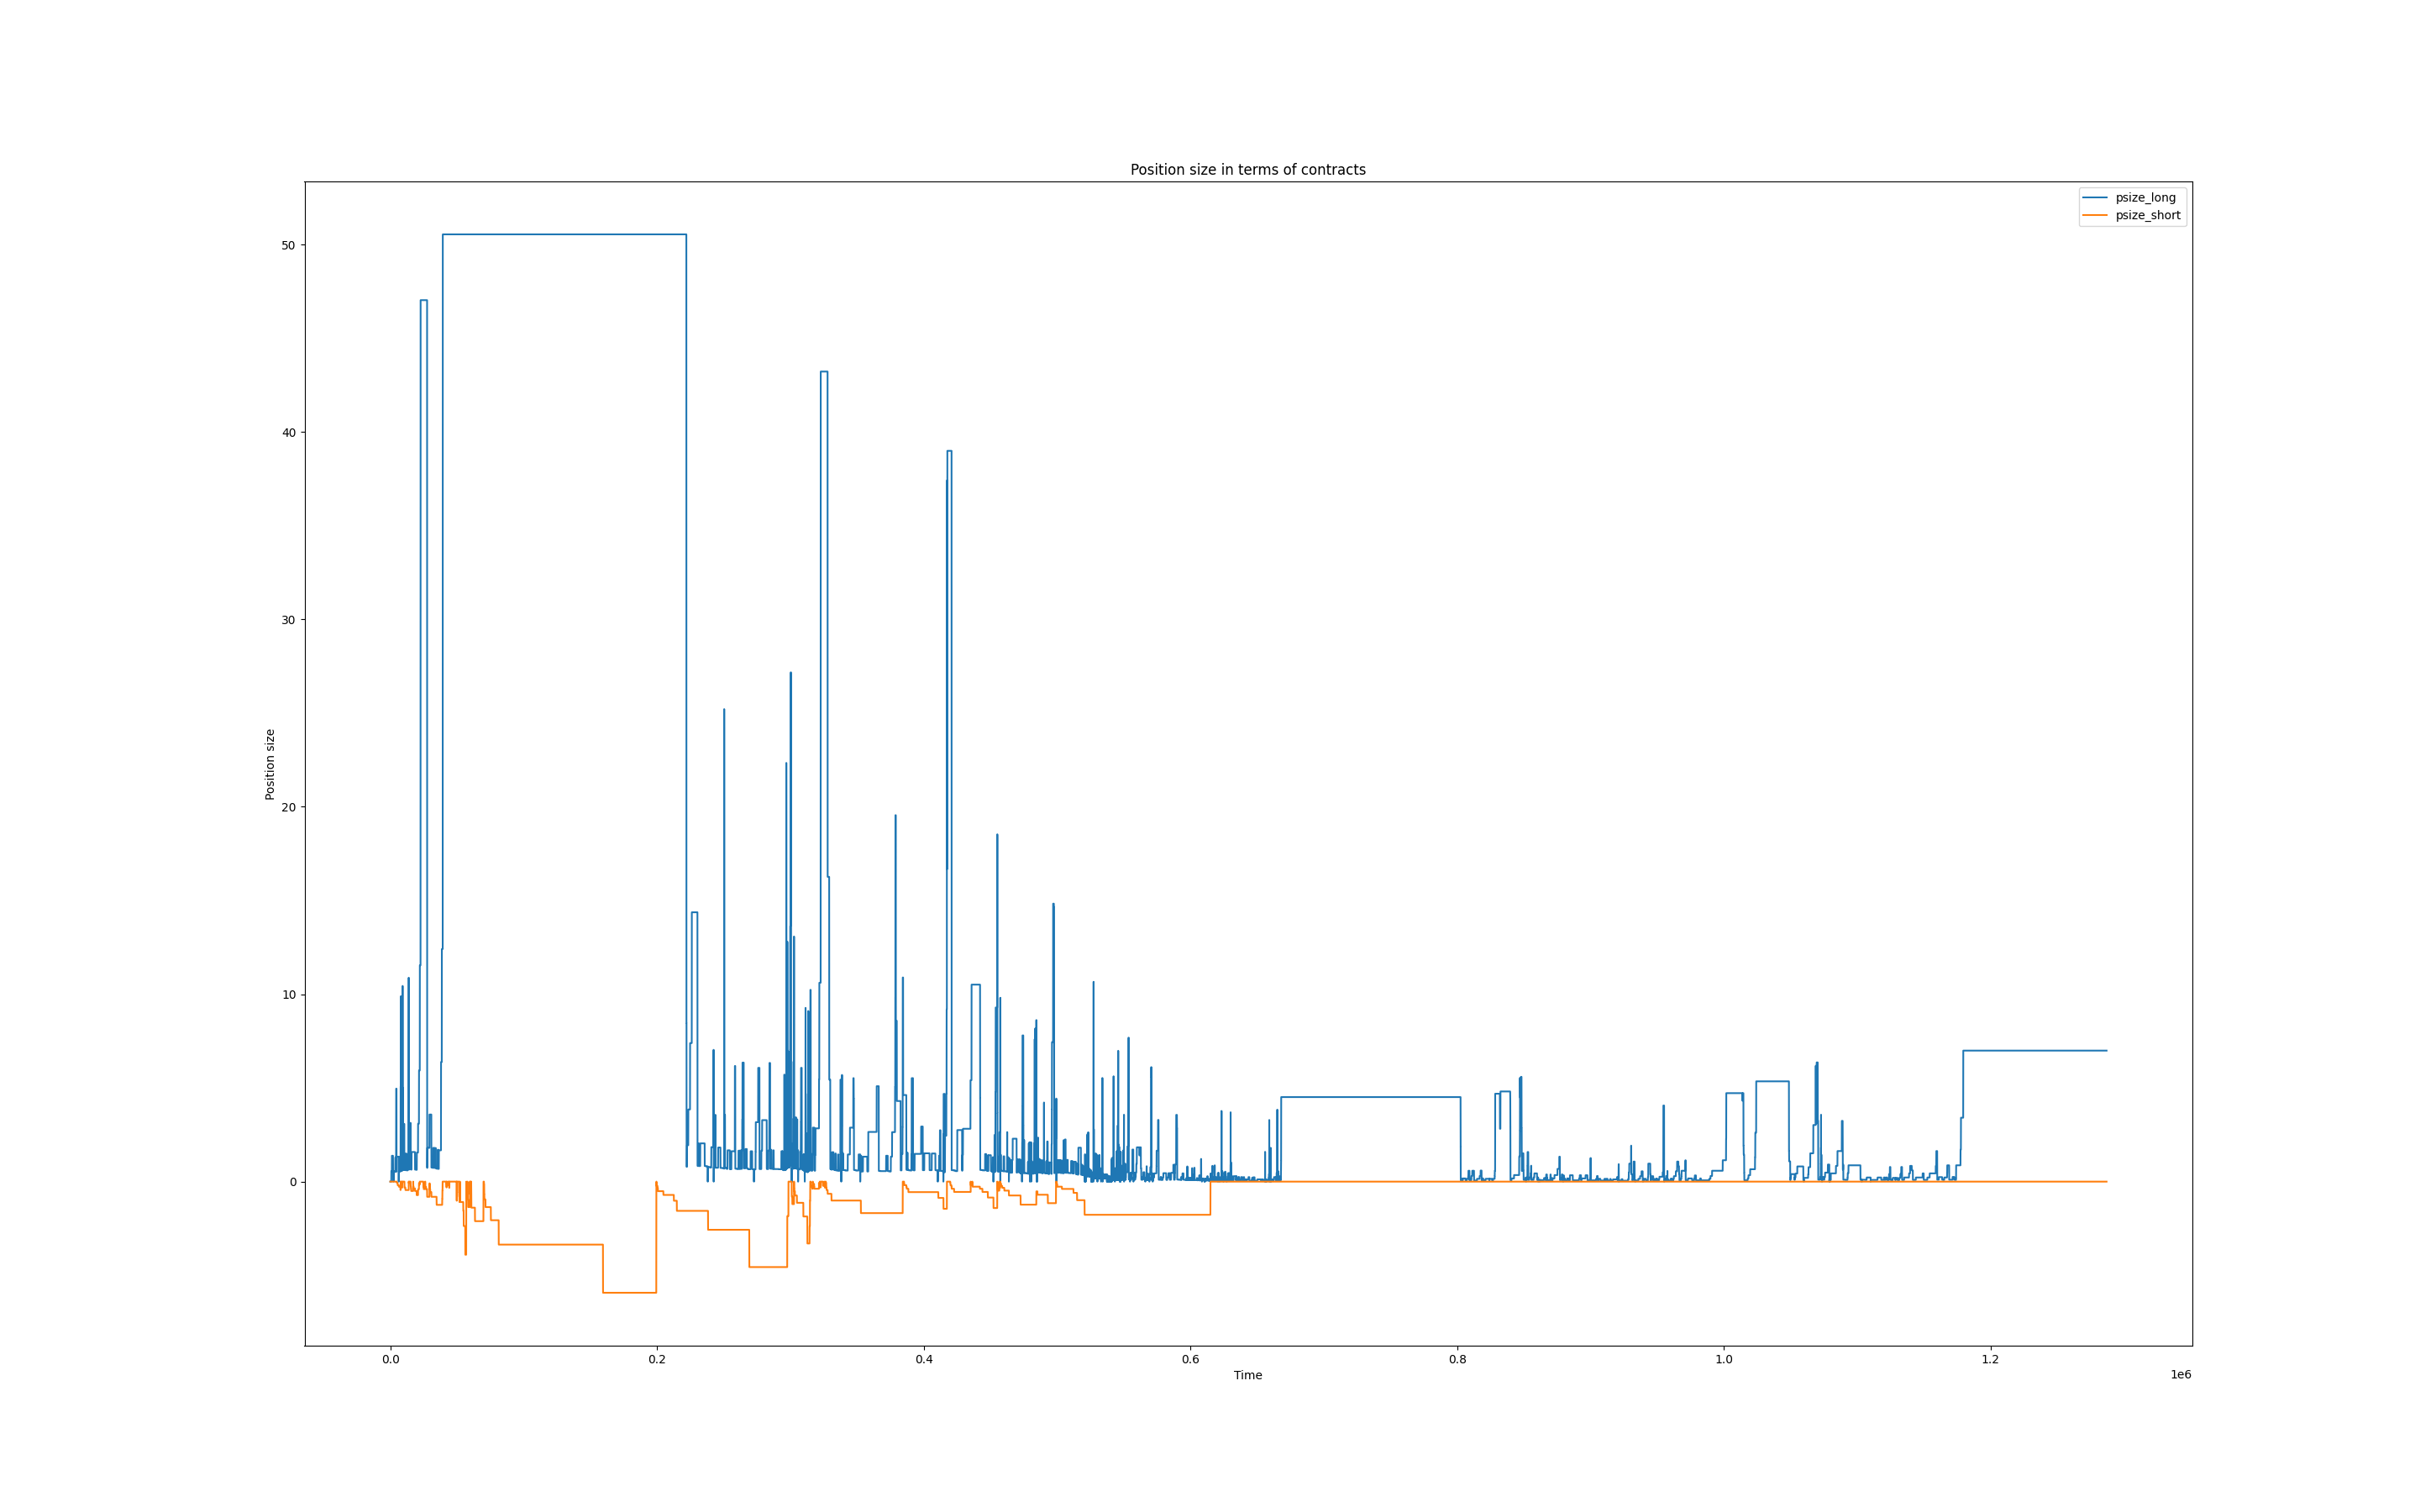 Position size in terms of contracts
psize_long
psize_short
50
40
30
20
10
0
Position size
0.0 0.2 0.4 0.6 0.8 1.0 1.2
1e6
Time